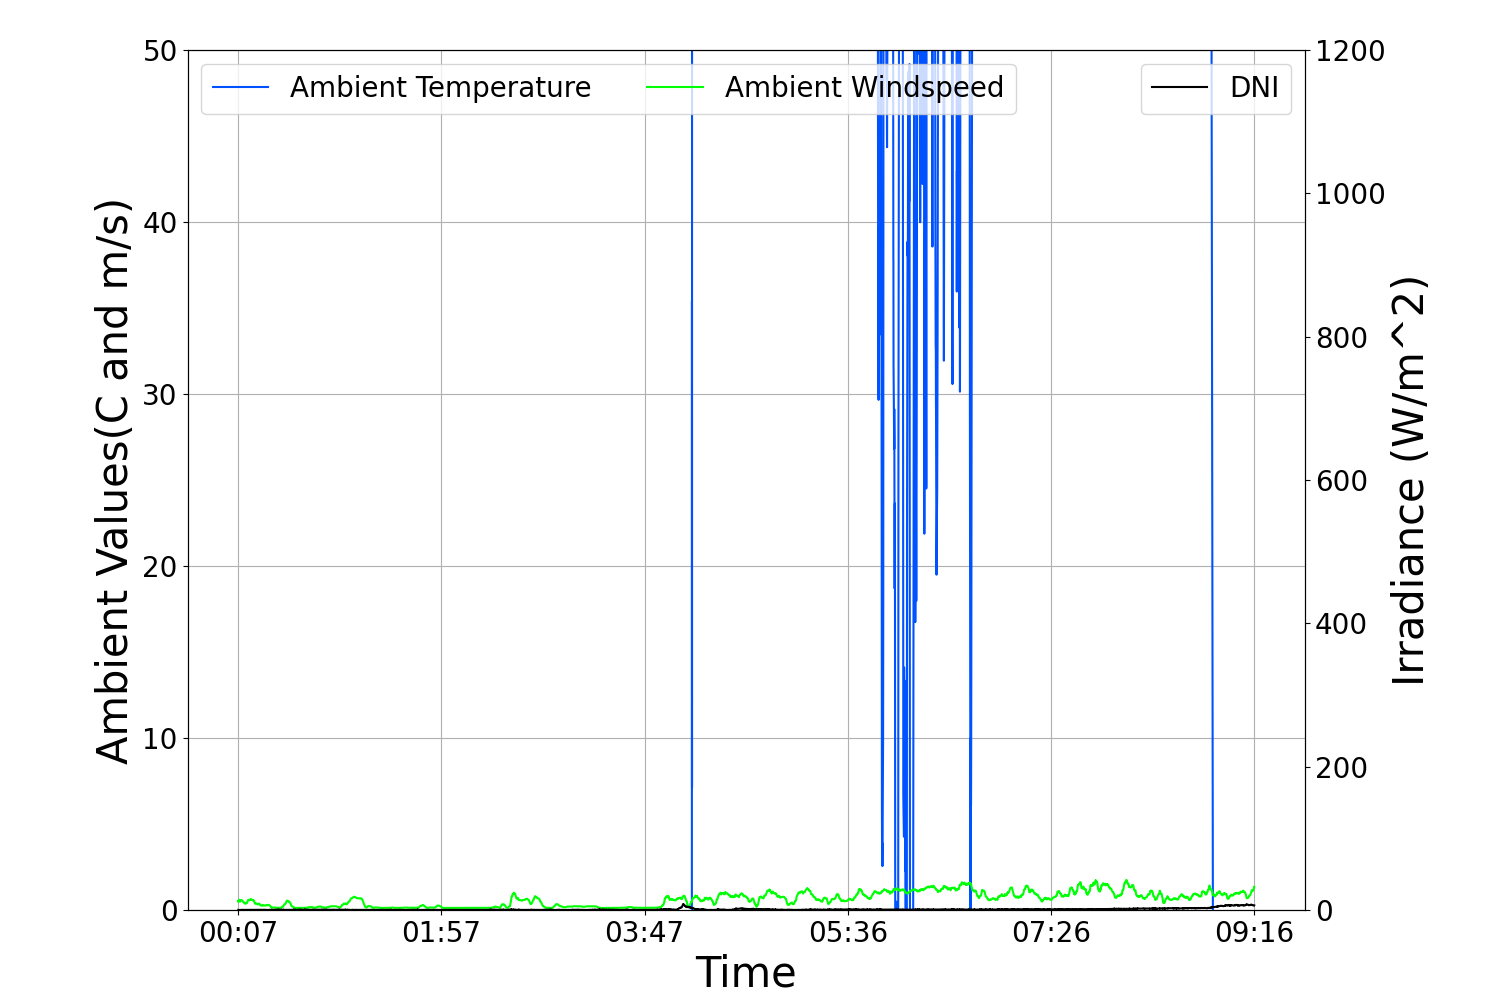 Ambient Temperature
Ambient Windspeed
DNI
Ambient Values(C and m/s)
50
40
30
20
10
0
1200
1000
800
600
400
200
0
Irradiance (W/m^2)
00:07 01:57 03:47 05:36 07:26 09:16
Time